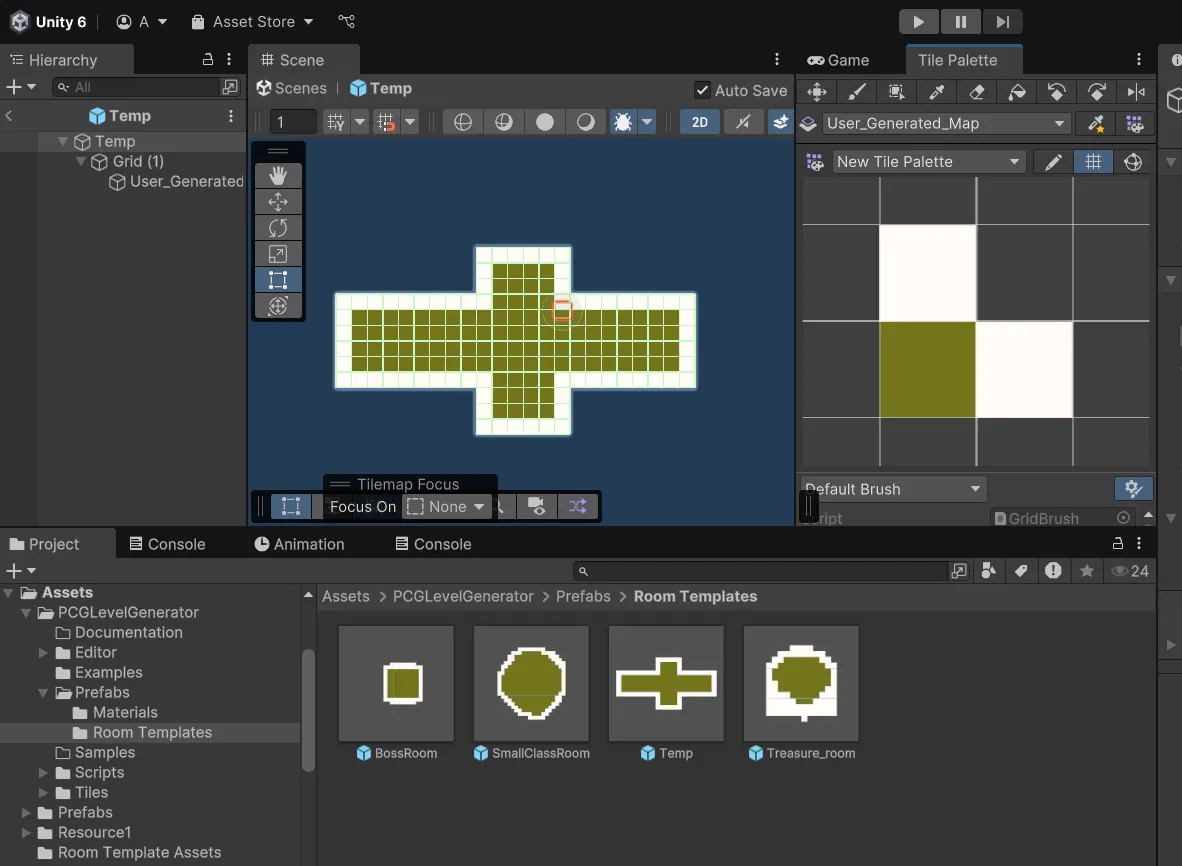 Unity 6 A Asset Store
Hierarchy
All
Temp
Temp
Grid (1)
User_Generated
Scene
Scenes Temp Auto Save
1 2D
Tilemap Focus
Focus On None
Game Tile Palette
User_Generated_Map
New Tile Palette
Default Brush
GridBrush
Project Console Animation Console
24
Assets
PCGLevelGenerator
Documentation
Editor
Examples
Prefabs
Materials
Room Templates
Samples
Scripts
Tiles
Prefabs
Resource1
Room Template Assets
Assets > PCGLevelGenerator > Prefabs > Room Templates
BossRoom SmallClassRoom Temp Treasure_room